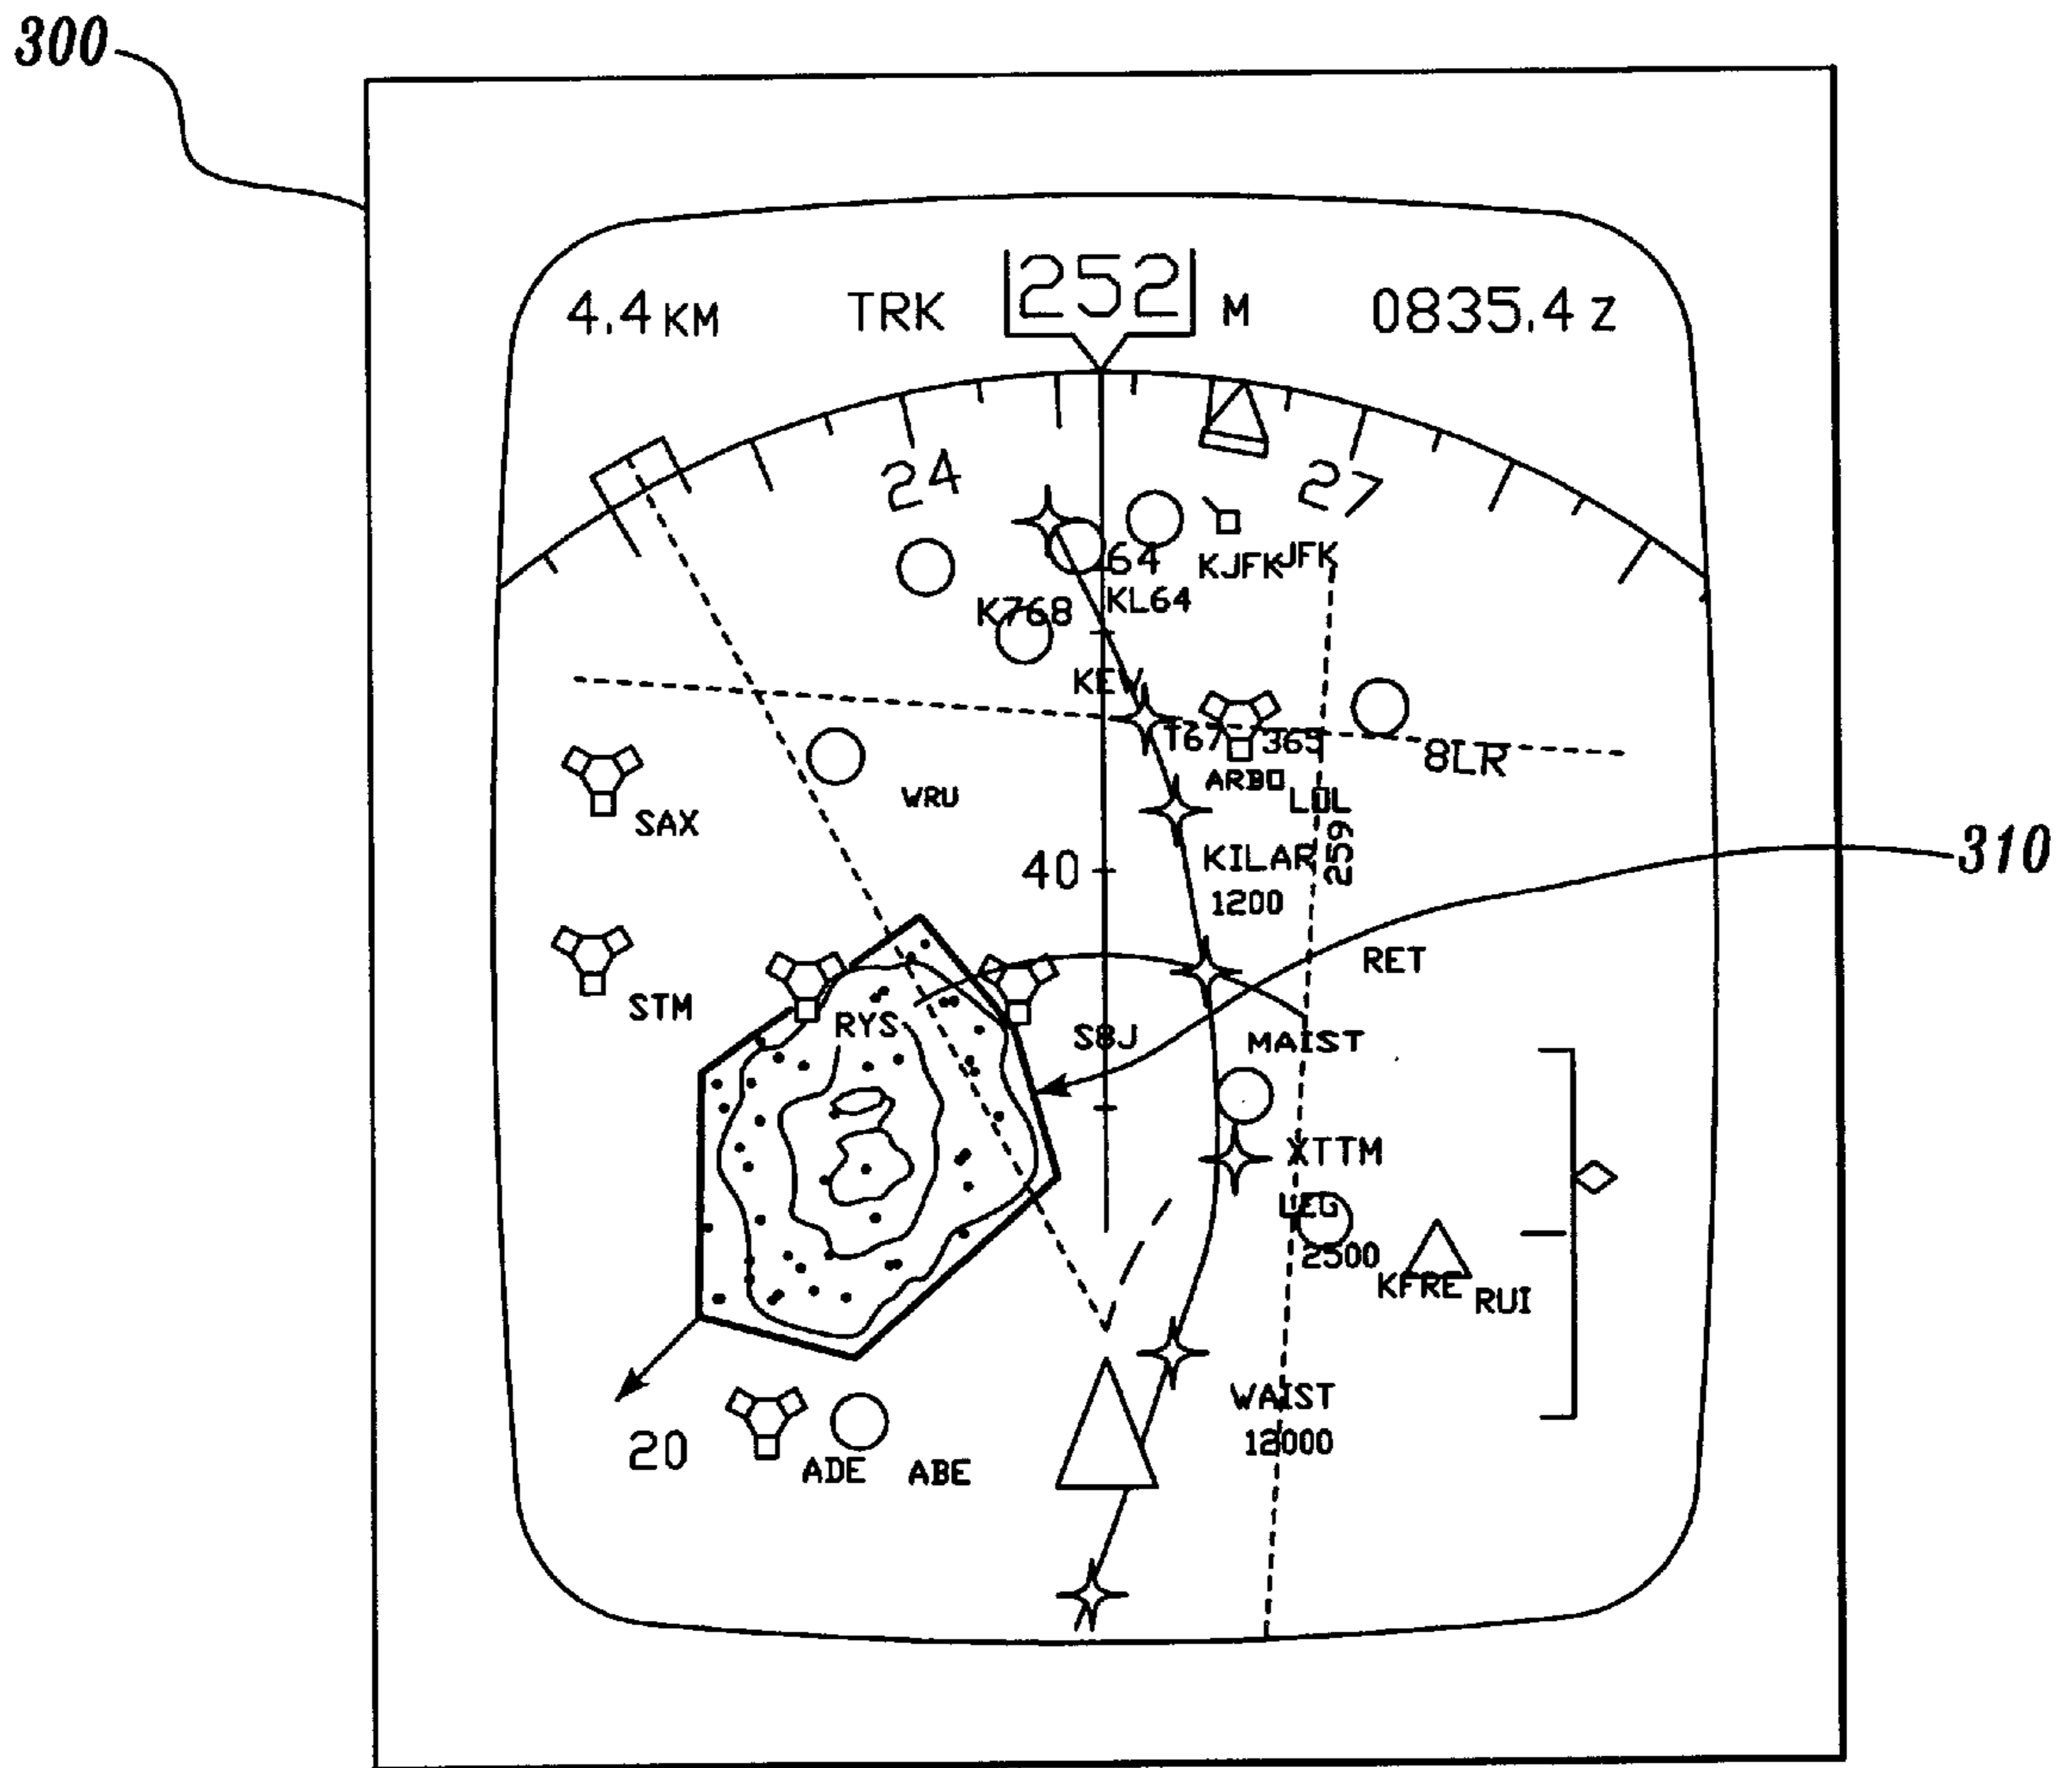 300
252
4.4 KM
TRK
M
0835.4 Z
24
27
64
KJFK
JFK
K768
KL64
KEV
T67
365
8LR
ARBO
WRU
LOL
SAX
259
KILAR
310
40
1200
RET
STM
RYS
SBJ
MAIST
XTTM
LEG
2500
KFRE
RUI
WAIST
12000
20
ADE
ABE